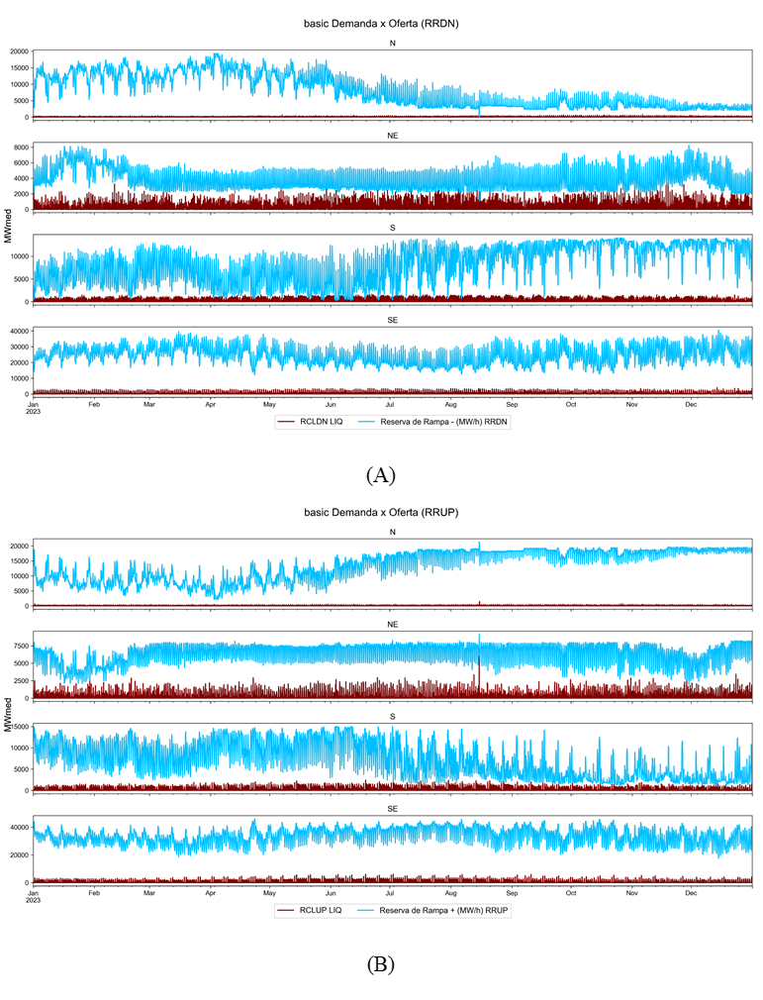 basic Demanda x Oferta (RRDN)
N
20000
15000
10000
5000
0
NE
8000
6000
4000
2000
0
MWmed
S
10000
5000
0
SE
40000
30000
20000
10000
0
Jan Feb Mar Apr May Jun Jul Aug Sep Oct Nov Dec
2023
RCLDN LIQ Reserva de Rampa - (MW/h) RRDN
(A)
basic Demanda x Oferta (RRUP)
N
20000
15000
10000
5000
0
NE
7500
5000
2500
0
MWmed
S
15000
10000
5000
0
SE
40000
20000
0
Jan Feb Mar Apr May Jun Jul Aug Sep Oct Nov Dec
2023
RCLUP LIQ Reserva de Rampa + (MW/h) RRUP
(B)